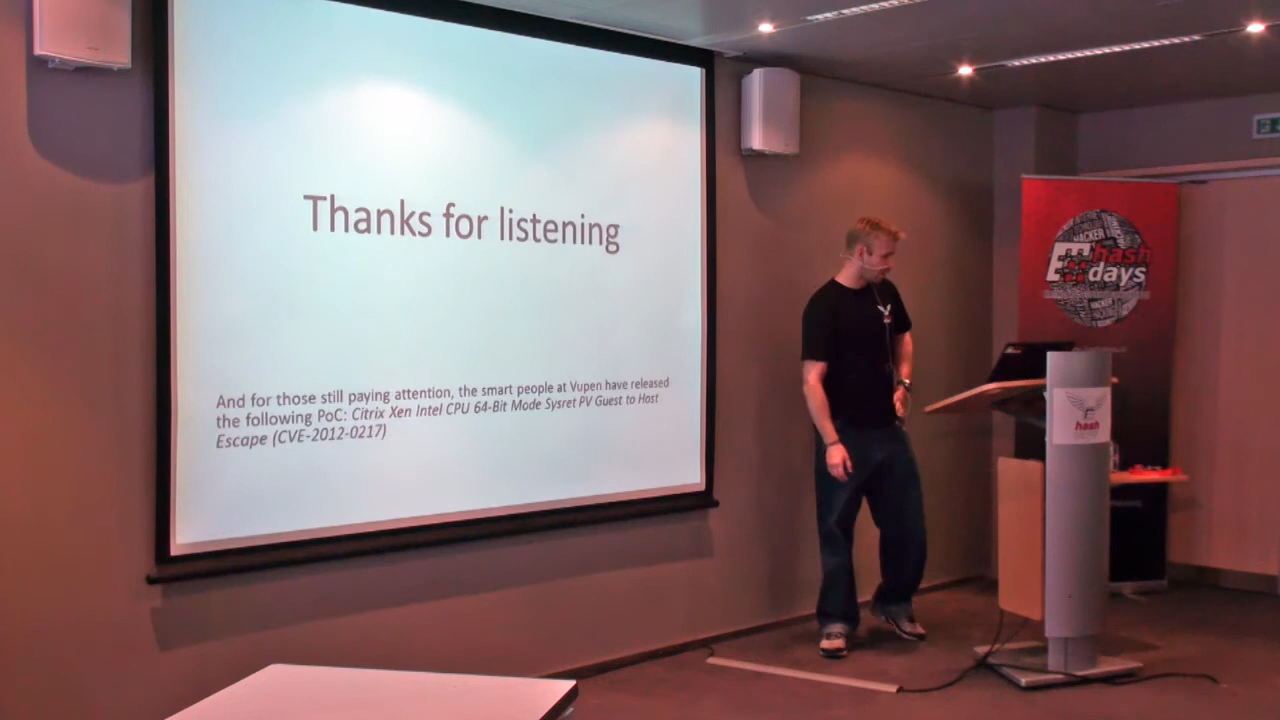 Thanks for listening
And for those still paying attention, the smart people at Vupen have released
the following PoC: Citrix Xen Intel CPU 64-Bit Mode Sysret PV Guest to Host
Escape (CVE-2012-0217)
HACKER
hash
days
hash